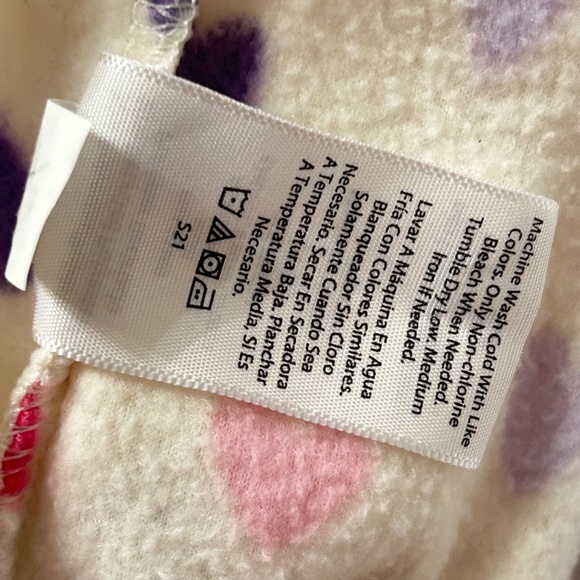 Machine Wash Cold With Like
Colors. Only Non-chlorine
Bleach When Needed.
Tumble Dry Low. Medium
Iron If Needed.
Lavar A Máquina En Agua
Fría Con Colores Similares.
Blanqueador Sin Cloro
Solamente Cuando Sea
Necesario. Secar En Secadora
A Temperatura Baja. Planchar
A Temperatura Media, Si Es
Necesario.
S21